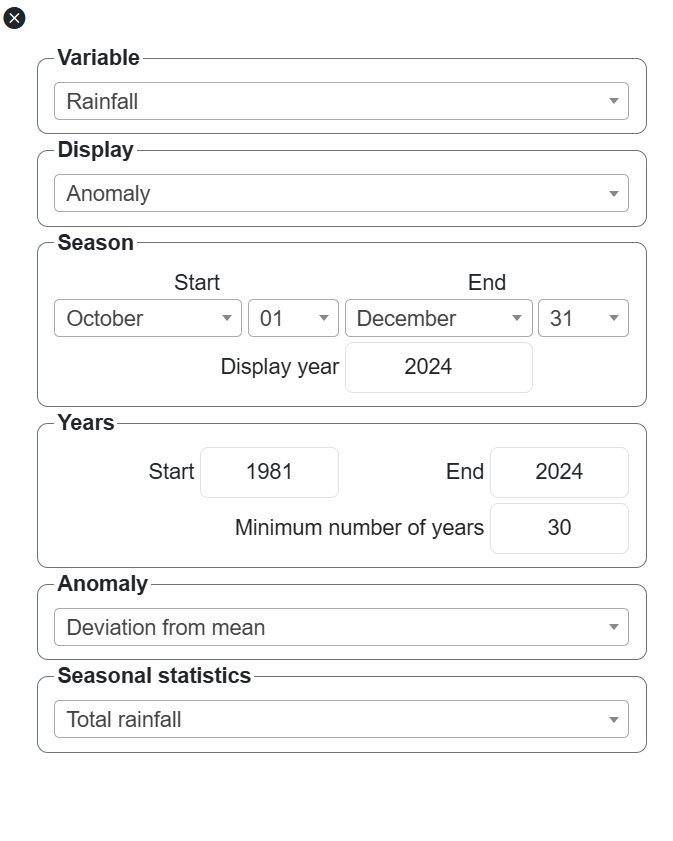 Variable
Rainfall
Display
Anomaly
Season
Start End
October 01 December 31
Display year 2024
Years
Start 1981 End 2024
Minimum number of years 30
Anomaly
Deviation from mean
Seasonal statistics
Total rainfall